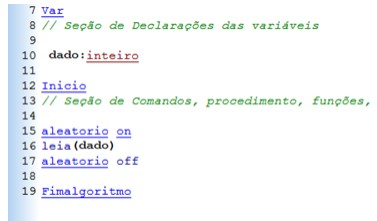 7 Var
8 // Seção de Declarações das variáveis
9
10 dado:inteiro
11
12 Inicio
13 // Seção de Comandos, procedimento, funções,
14
15 aleatorio on
16 leia(dado)
17 aleatorio off
18
19 Fimalgoritmo